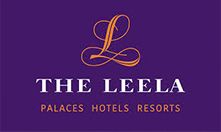 L
THE LEELA
PALACES HOTELS RESORTS